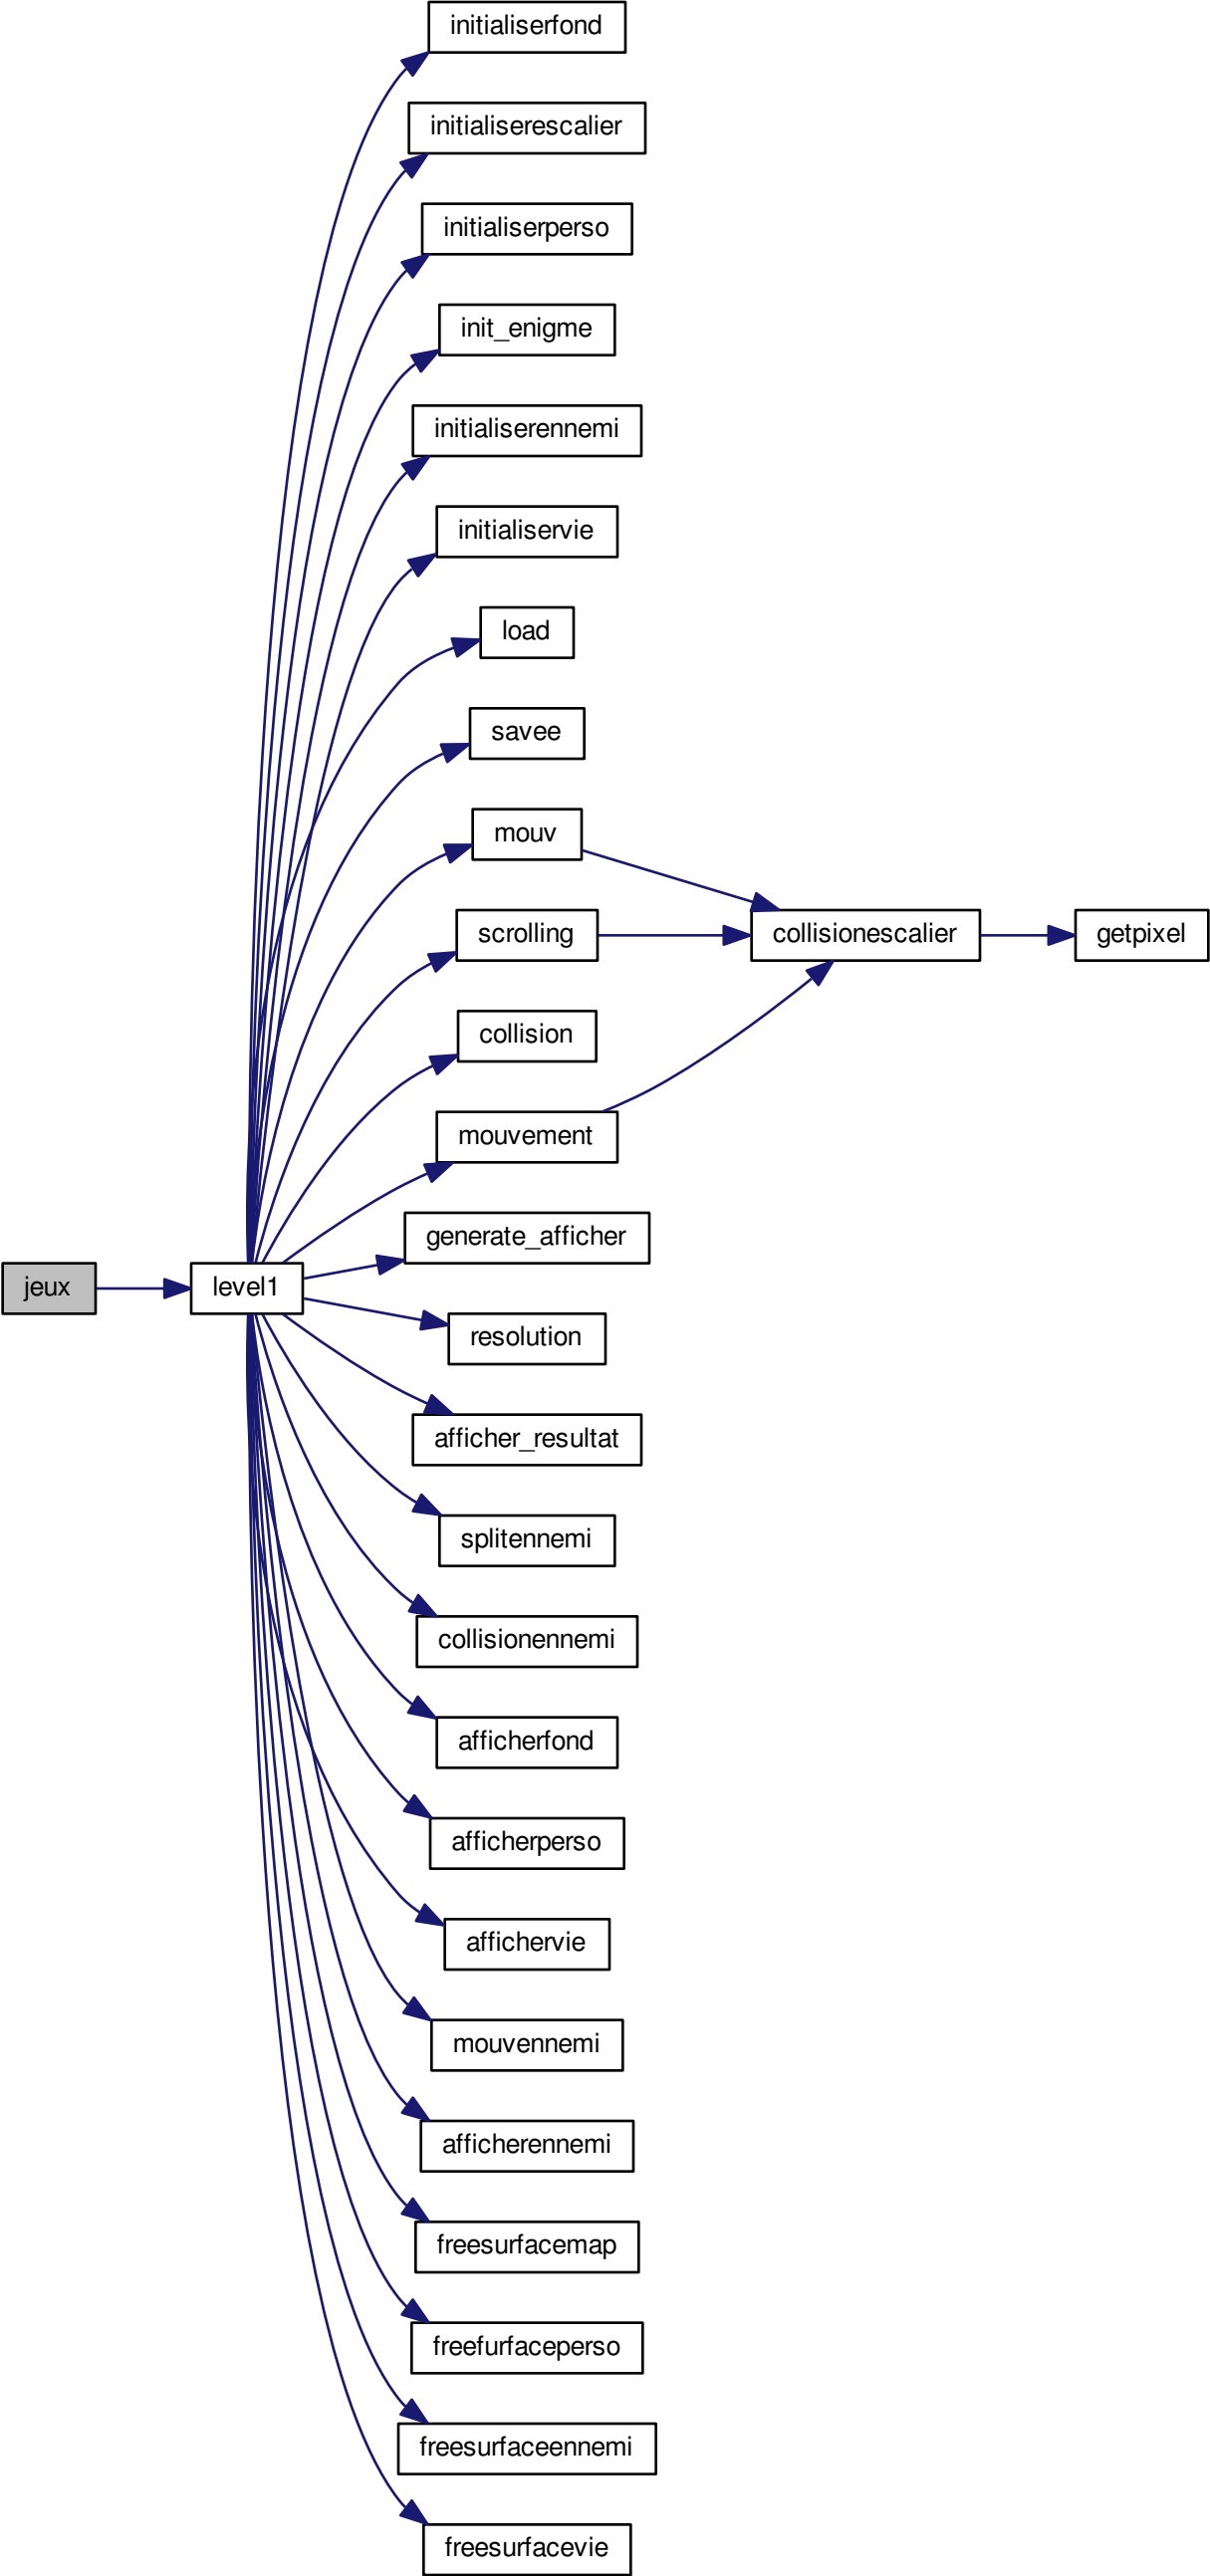 initialiserfond
initialiserescalier
initialiserperso
init_enigme
initialiserennemi
initialiservie
load
savee
mouv
scrolling
collisionescalier
getpixel
collision
mouvement
generate_afficher
jeux
level1
resolution
afficher_resultat
splitennemi
collisionennemi
afficherfond
afficherperso
affichervie
mouvennemi
afficherennemi
freesurfacemap
freefurfaceperso
freesurfaceennemi
freesurfacevie